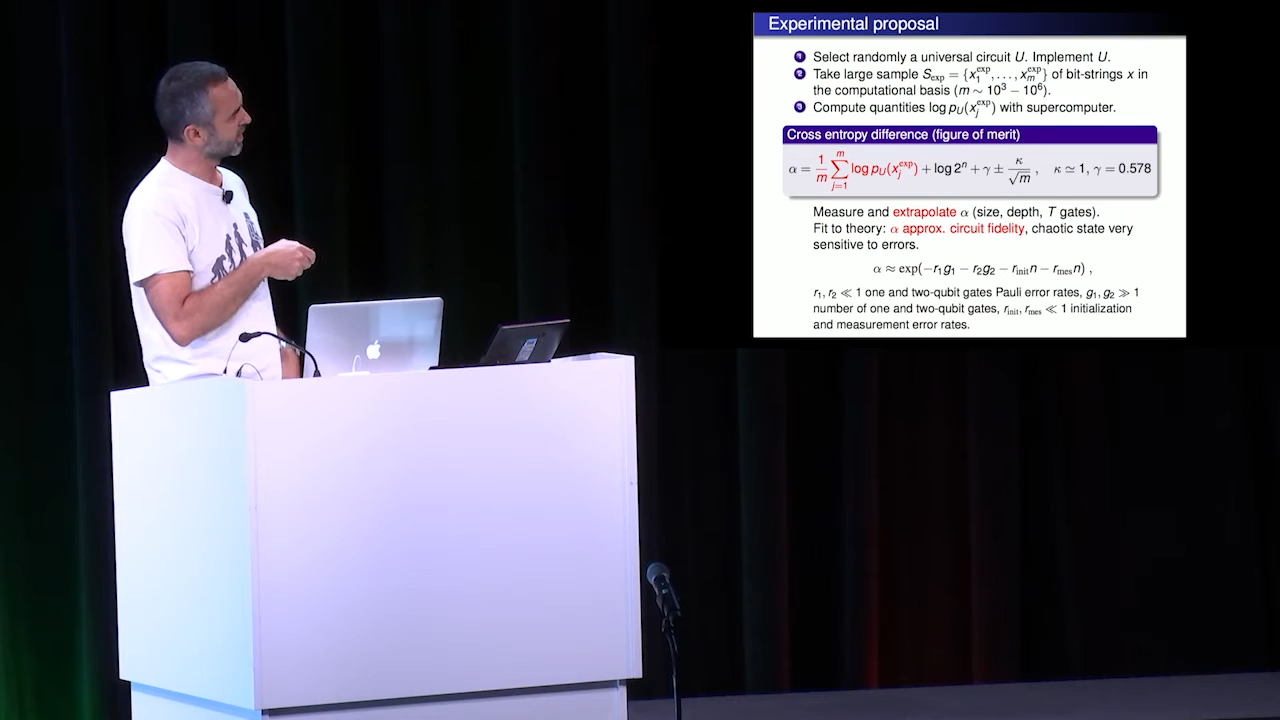 Experimental proposal
1 Select randomly a universal circuit U. Implement U.
2 Take large sample S_exp = {x_1^exp, . . . , x_m^exp} of bit-strings x in
the computational basis (m ∼ 10^3 − 10^6).
3 Compute quantities log p_U(x_j^exp) with supercomputer.
Cross entropy difference (figure of merit)
α = 1/m ∑_{j=1}^{m} log p_U(x_j^exp) + log 2^n + γ ± κ/√m , κ ≃ 1, γ = 0.578
Measure and extrapolate α (size, depth, T gates).
Fit to theory: α approx. circuit fidelity, chaotic state very
sensitive to errors.
α ≈ exp(−r_1g_1 − r_2g_2 − r_init n − r_mes n) ,
r_1, r_2 ≪ 1 one and two-qubit gates Pauli error rates, g_1, g_2 ≫ 1
number of one and two-qubit gates, r_init, r_mes ≪ 1 initialization
and measurement error rates.